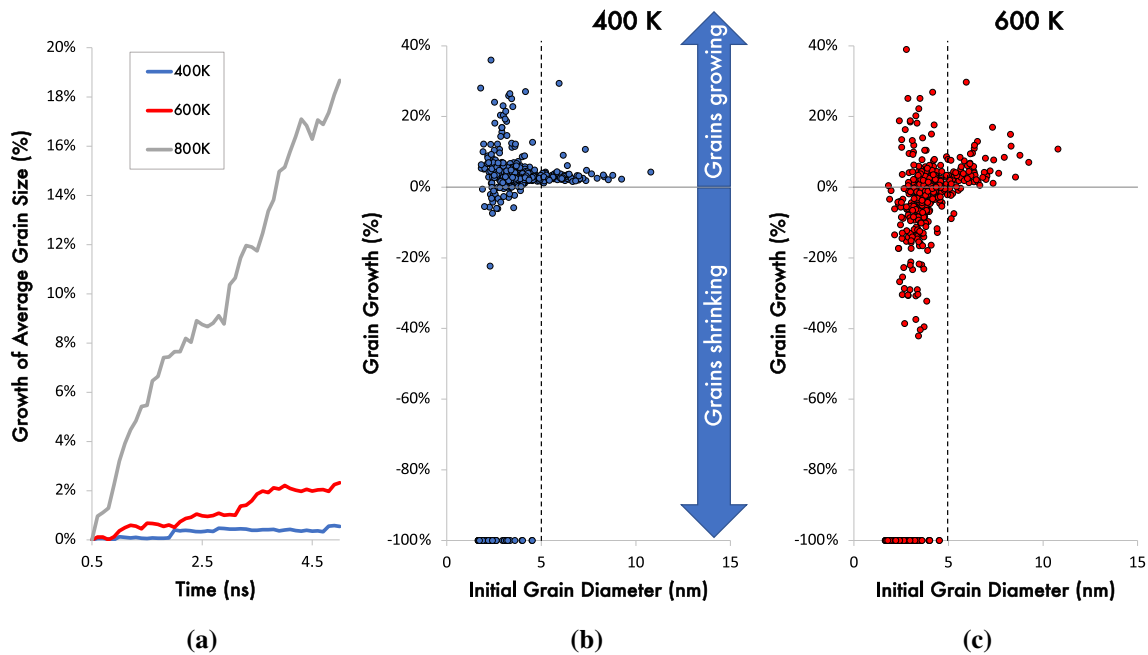 20%
18%
16%
14%
12%
10%
8%
6%
4%
2%
0%
0.5
2.5
4.5
Growth of Average Grain Size (%)
Time (ns)
400K
600K
800K
(a)
400 K
40%
20%
0%
-20%
-40%
-60%
-80%
-100%
0
5
10
15
Grain Growth (%)
Initial Grain Diameter (nm)
Grains growing
Grains shrinking
(b)
600 K
40%
20%
0%
-20%
-40%
-60%
-80%
-100%
0
5
10
15
Grain Growth (%)
Initial Grain Diameter (nm)
(c)